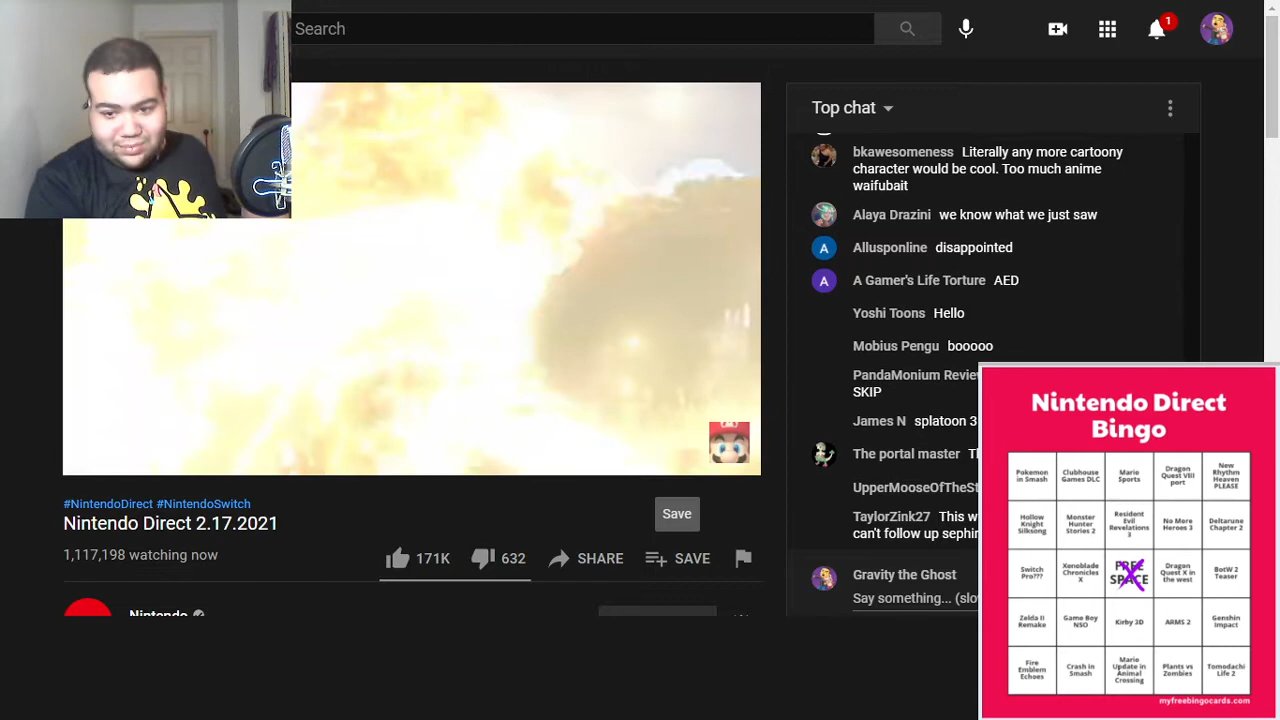 Search
1
Top chat
bkawesomeness Literally any more cartoony
character would be cool. Too much anime
waifubait
Alaya Drazini we know what we just saw
A Allusponline disappointed
A A Gamer's Life Torture AED
Yoshi Toons Hello
Mobius Pengu booooo
PandaMonium Revie
SKIP
James N splatoon 3
The portal master
UpperMooseOfTheSt
TaylorZink27 This w
can't follow up sephir
Gravity the Ghost
Say something... (slo
#NintendoDirect #NintendoSwitch
Nintendo Direct 2.17.2021
Save
1,117,198 watching now
171K 632 SHARE SAVE
Nintendo
Nintendo Direct
Bingo
Pokemon
in Smash
Clubhouse
Games DLC
Mario
Sports
Dragon
Quest VIII
port
New
Rhythm
Heaven
PLEASE
Hollow
Knight
Silksong
Monster
Hunter
Stories 2
Resident
Evil
Revelations
3
No More
Heroes 3
Deltarune
Chapter 2
Switch
Pro???
Xenoblade
Chronicles
X
FREE
SPACE
Dragon
Quest X in
the west
BotW 2
Teaser
Zelda II
Remake
Game Boy
NSO
Kirby 3D
ARMS 2
Genshin
Impact
Fire
Emblem
Echoes
Crash in
Smash
Mario
Update in
Animal
Crossing
Plants vs
Zombies
Tomodachi
Life 2
myfreebingocards.com